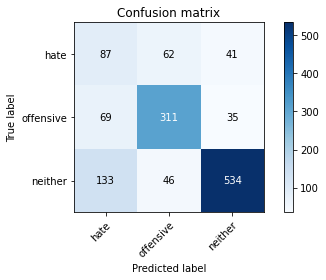 Confusion matrix
hate 87 62 41
offensive 69 311 35
neither 133 46 534
hate offensive neither
True label
Predicted label
500
400
300
200
100